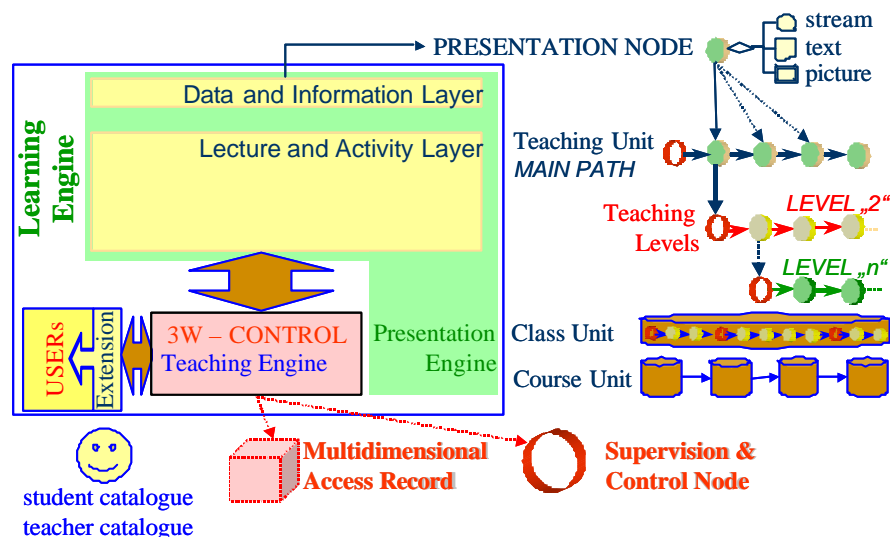 PRESENTATION NODE
stream
text
picture
Data and Information Layer
Lecture and Activity Layer
Learning
Engine
Teaching Unit
MAIN PATH
Teaching
Levels
LEVEL „2“
LEVEL „n“
USERs
Extension
3W – CONTROL
Teaching Engine
Presentation
Engine
Class Unit
Course Unit
Multidimensional
Access Record
Supervision &
Control Node
student catalogue
teacher catalogue